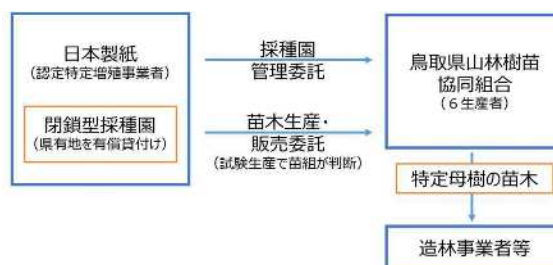 日本製紙
(認定特定増殖事業者)
閉鎖型採種園
(県有地を有償貸付け)
採種園
管理委託
苗木生産・
販売委託
(試験生産で苗組が判断)
鳥取県山林樹苗
協同組合
(6生産者)
特定母樹の苗木
造林事業者等